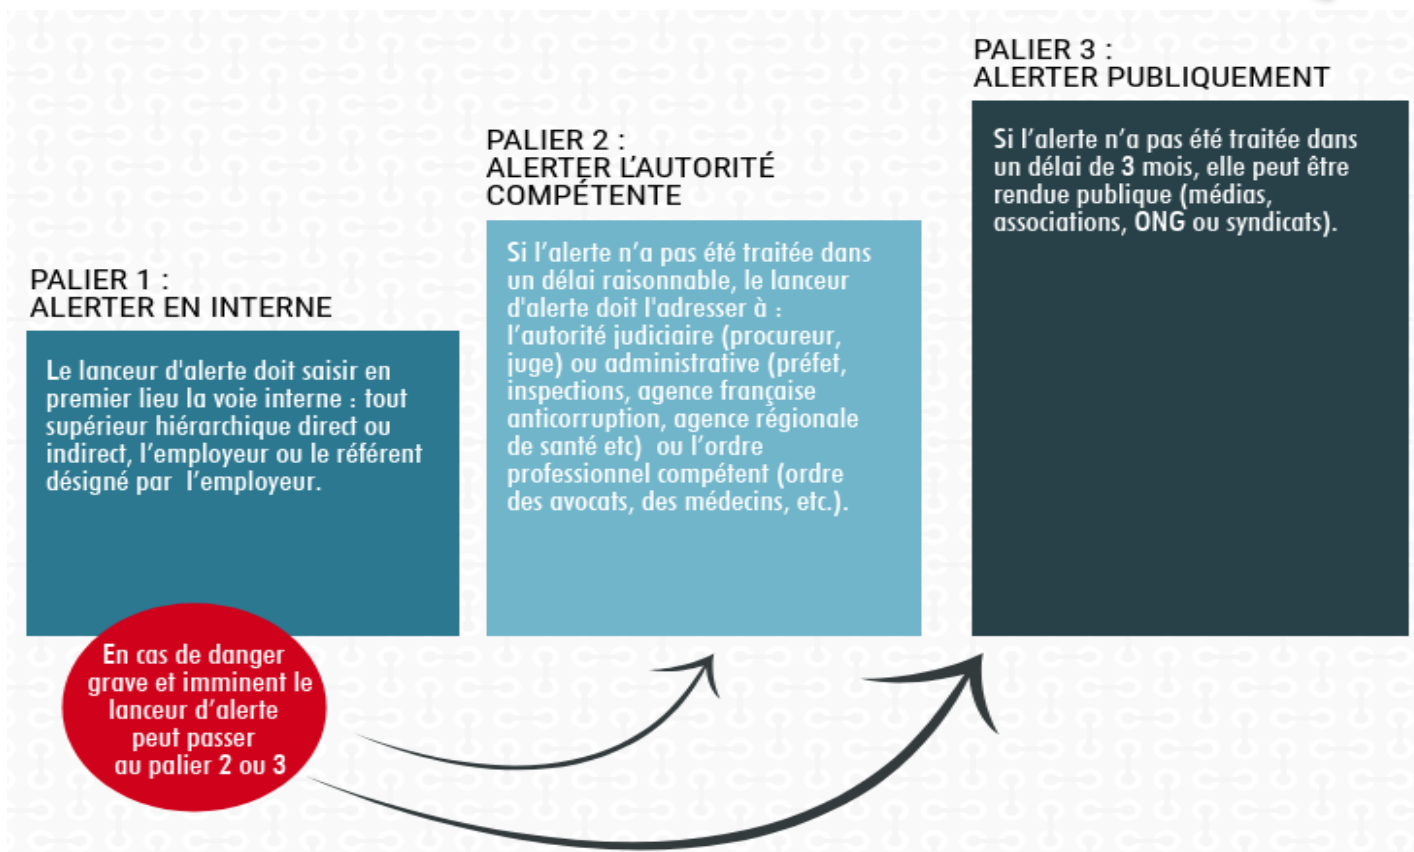 PALIER 1 :
ALERTER EN INTERNE
Le lanceur d'alerte doit saisir en
premier lieu la voie interne : tout
supérieur hiérarchique direct ou
indirect, l’employeur ou le référent
désigné par l’employeur.
En cas de danger
grave et imminent le
lanceur d’alerte
peut passer
au palier 2 ou 3
PALIER 2 :
ALERTER L’AUTORITÉ
COMPÉTENTE
Si l’alerte n’a pas été traitée dans
un délai raisonnable, le lanceur
d'alerte doit l'adresser à :
l’autorité judiciaire (procureur,
juge) ou administrative (préfet,
inspections, agence française
anticorruption, agence régionale
de santé etc) ou l’ordre
professionnel compétent (ordre
des avocats, des médecins, etc.).
PALIER 3 :
ALERTER PUBLIQUEMENT
Si l’alerte n’a pas été traitée dans
un délai de 3 mois, elle peut être
rendue publique (médias,
associations, ONG ou syndicats).